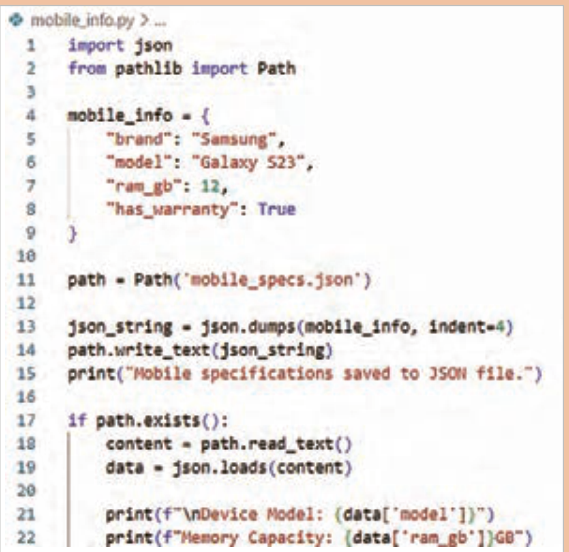 mobile_info.py > ...
1 import json
2 from pathlib import Path
3
4 mobile_info = {
5     "brand": "Samsung",
6     "model": "Galaxy S23",
7     "ram_gb": 12,
8     "has_warranty": True
9 }
10
11 path = Path('mobile_specs.json')
12
13 json_string = json.dumps(mobile_info, indent=4)
14 path.write_text(json_string)
15 print("Mobile specifications saved to JSON file.")
16
17 if path.exists():
18     content = path.read_text()
19     data = json.loads(content)
20
21     print(f"\nDevice Model: {data['model']}")
22     print(f"Memory Capacity: {data['ram_gb']}GB")